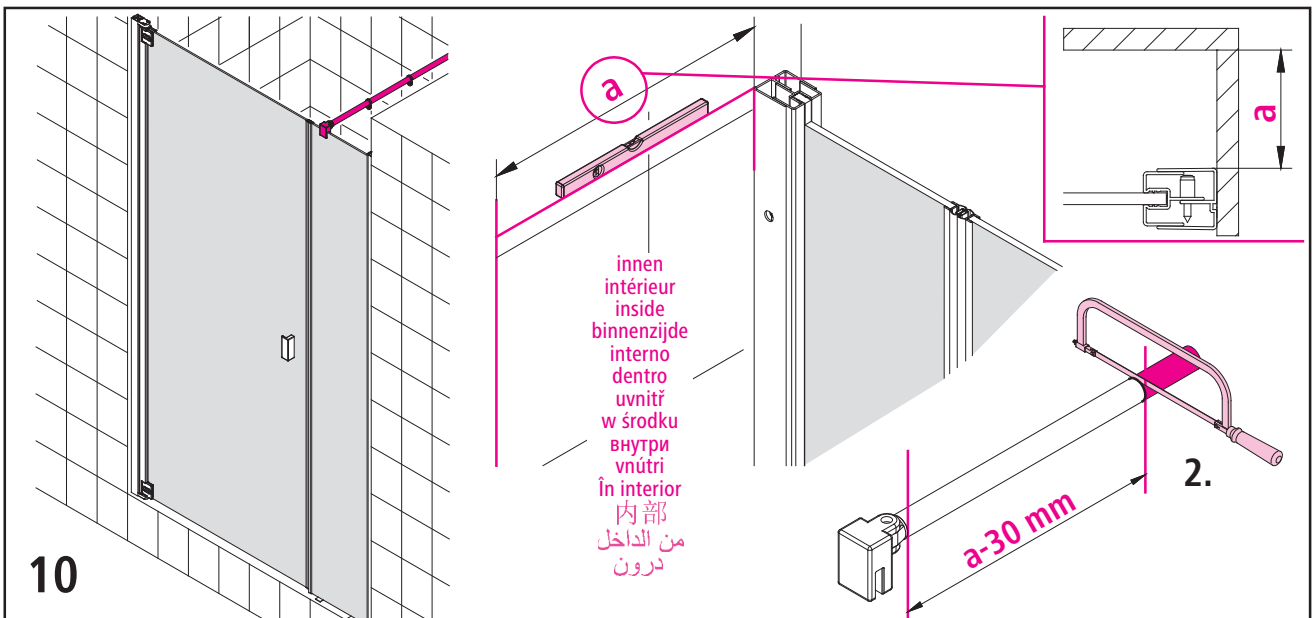 a
a
innen
intérieur
inside
binnenzijde
interno
dentro
uvnitř
w środku
внутри
vnútri
În interior
内部
من الداخل
درون
2.
a-30 mm
10